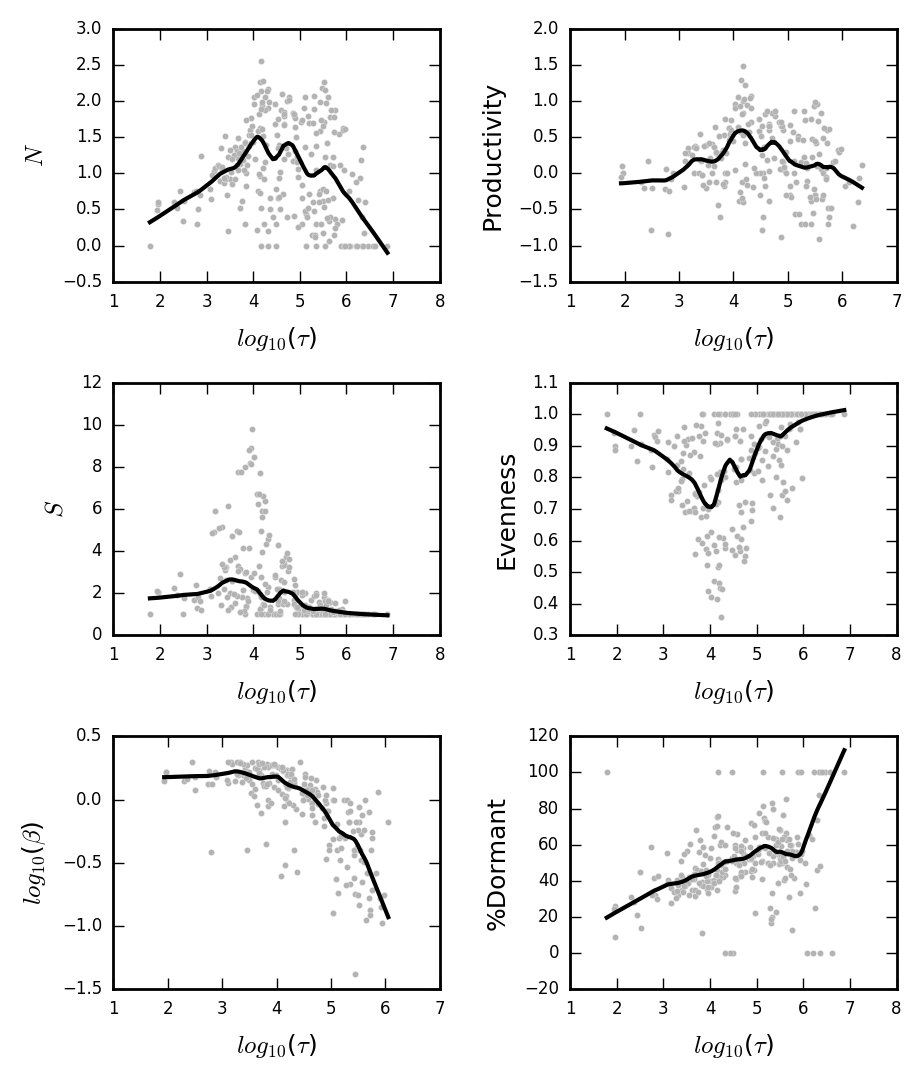 3.0
2.5
2.0
1.5
1.0
0.5
0.0
−0.5
N
1 2 3 4 5 6 7 8
log10(τ)
2.0
1.5
1.0
0.5
0.0
−0.5
−1.0
−1.5
Productivity
1 2 3 4 5 6 7
log10(τ)
12
10
8
6
4
2
0
S
1 2 3 4 5 6 7 8
log10(τ)
1.1
1.0
0.9
0.8
0.7
0.6
0.5
0.4
0.3
Evenness
1 2 3 4 5 6 7 8
log10(τ)
0.5
0.0
−0.5
−1.0
−1.5
log10(β)
1 2 3 4 5 6 7
log10(τ)
120
100
80
60
40
20
0
−20
%Dormant
1 2 3 4 5 6 7 8
log10(τ)